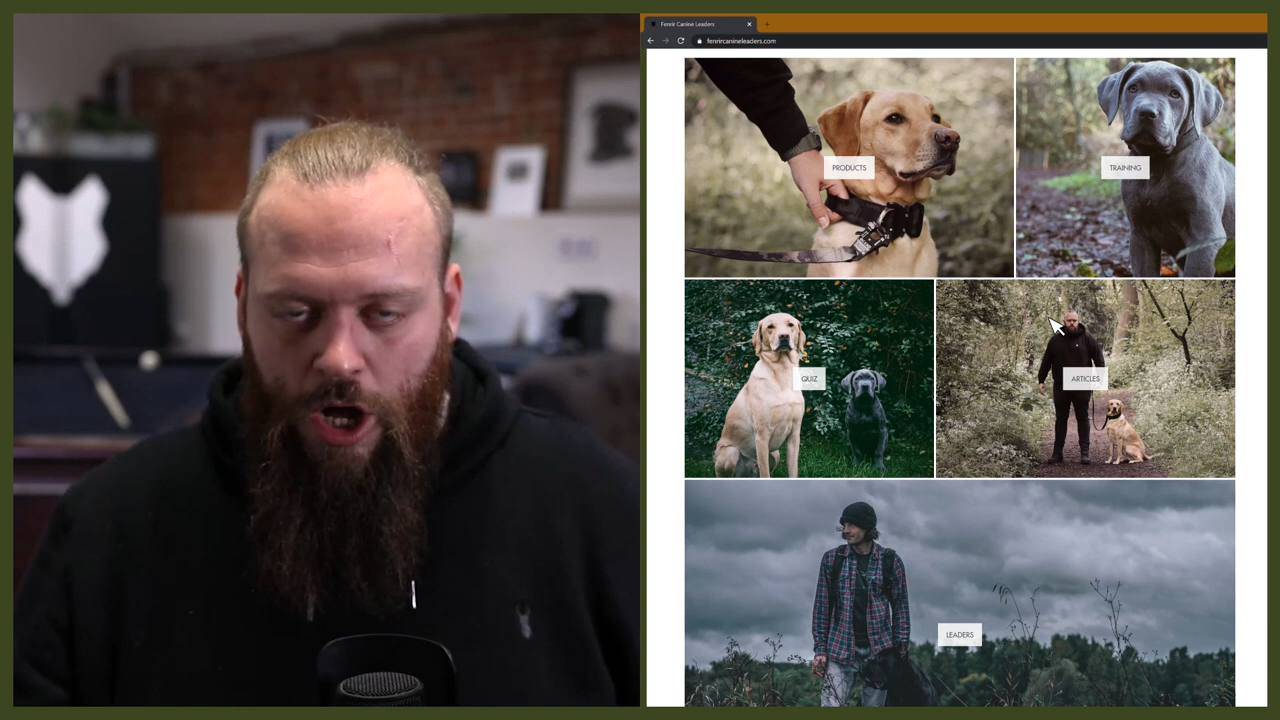 Fenrir Canine Leaders
fenrircanineleaders.com
PRODUCTS
TRAINING
QUIZ
ARTICLES
LEADERS